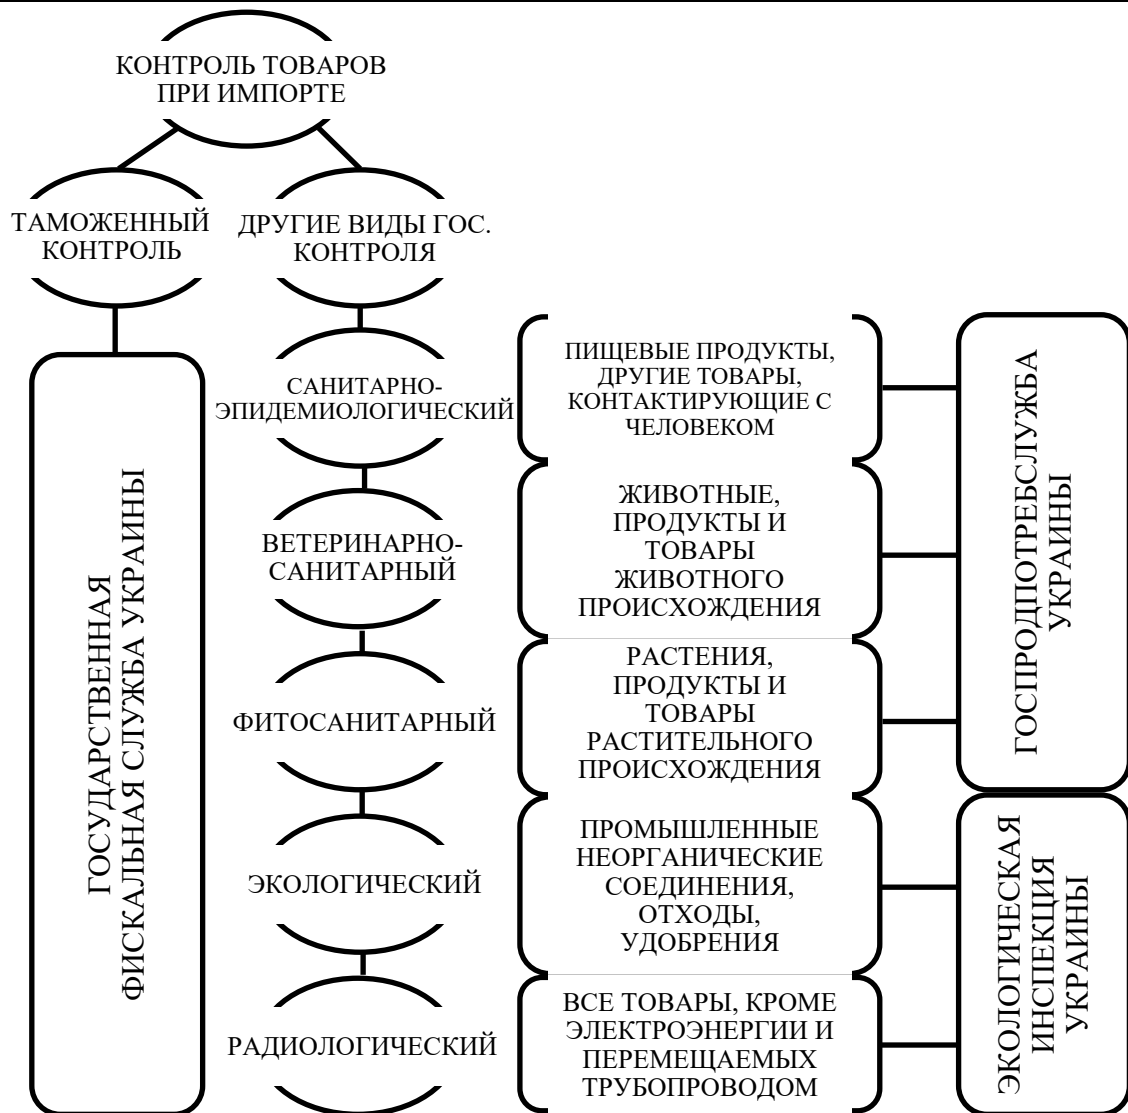 КОНТРОЛЬ ТОВАРОВ
ПРИ ИМПОРТЕ
ТАМОЖЕННЫЙ
КОНТРОЛЬ
ДРУГИЕ ВИДЫ ГОС.
КОНТРОЛЯ
ГОСУДАРСТВЕННАЯ
ФИСКАЛЬНАЯ СЛУЖБА УКРАИНЫ
САНИТАРНО-
ЭПИДЕМИОЛОГИЧЕСКИЙ
ПИЩЕВЫЕ ПРОДУКТЫ,
ДРУГИЕ ТОВАРЫ,
КОНТАКТИРУЮЩИЕ С
ЧЕЛОВЕКОМ
ВЕТЕРИНАРНО-
САНИТАРНЫЙ
ЖИВОТНЫЕ,
ПРОДУКТЫ И
ТОВАРЫ
ЖИВОТНОГО
ПРОИСХОЖДЕНИЯ
ФИТОСАНИТАРНЫЙ
РАСТЕНИЯ,
ПРОДУКТЫ И
ТОВАРЫ
РАСТИТЕЛЬНОГО
ПРОИСХОЖДЕНИЯ
ГОСПРОДПОТРЕБСЛУЖБА
УКРАИНЫ
ЭКОЛОГИЧЕСКИЙ
ПРОМЫШЛЕННЫЕ
НЕОРГАНИЧЕСКИЕ
СОЕДИНЕНИЯ,
ОТХОДЫ,
УДОБРЕНИЯ
РАДИОЛОГИЧЕСКИЙ
ВСЕ ТОВАРЫ, КРОМЕ
ЭЛЕКТРОЭНЕРГИИ И
ПЕРЕМЕЩАЕМЫХ
ТРУБОПРОВОДОМ
ЭКОЛОГИЧЕСКАЯ
ИНСПЕКЦИЯ
УКРАИНЫ